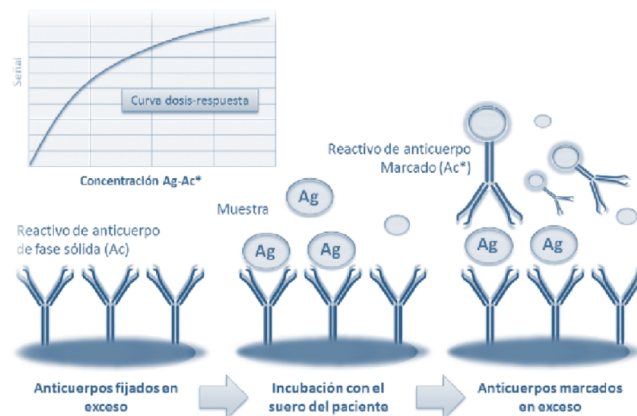 Señal
Curva dosis-respuesta
Concentración Ag-Ac*
Reactivo de anticuerpo
Marcado (Ac*)
Muestra
Ag
Reactivo de anticuerpo
de fase sólida (Ac)
Ag
Ag
Ag
Ag
Anticuerpos fijados en
exceso
Incubación con el
suero del paciente
Anticuerpos marcados
en exceso